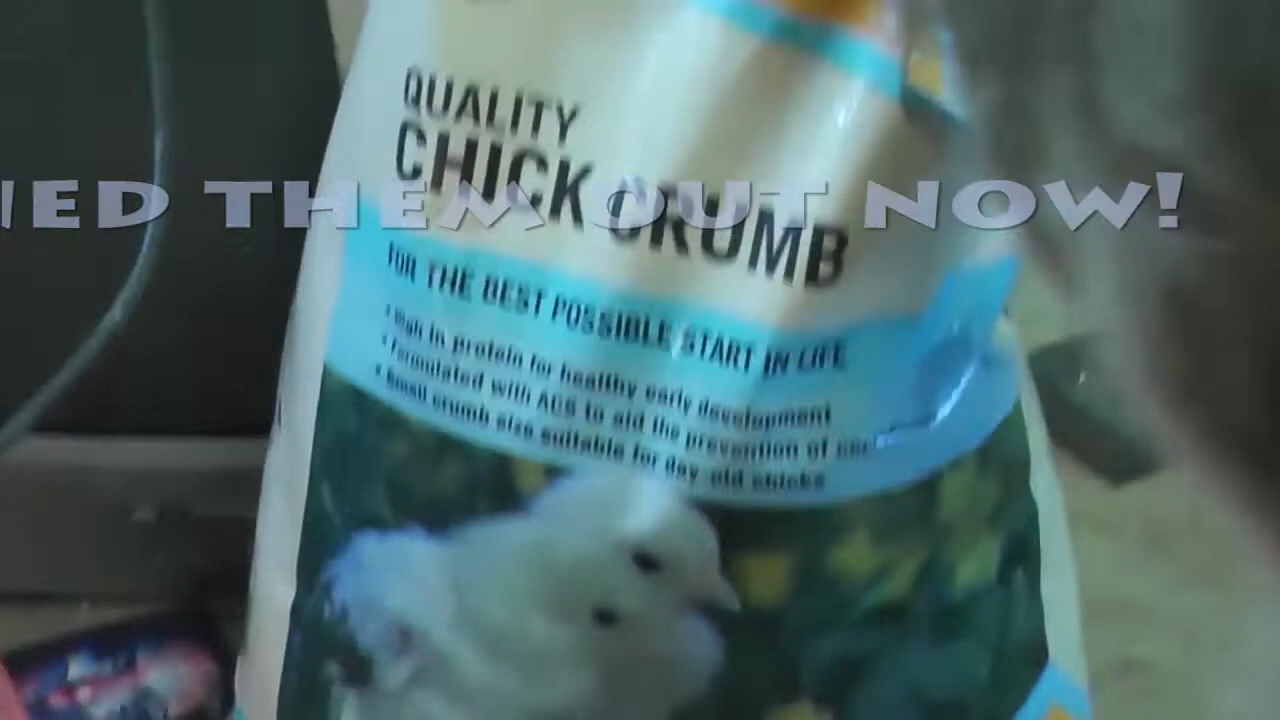 QUALITY
CHICK CRUMB
THEM OUT NOW!
FOR THE BEST POSSIBLE START IN LIFE
• High in protein for healthy early development
• Formulated with ACS to aid the prevention of
• Small crumb size suitable for day-old chicks